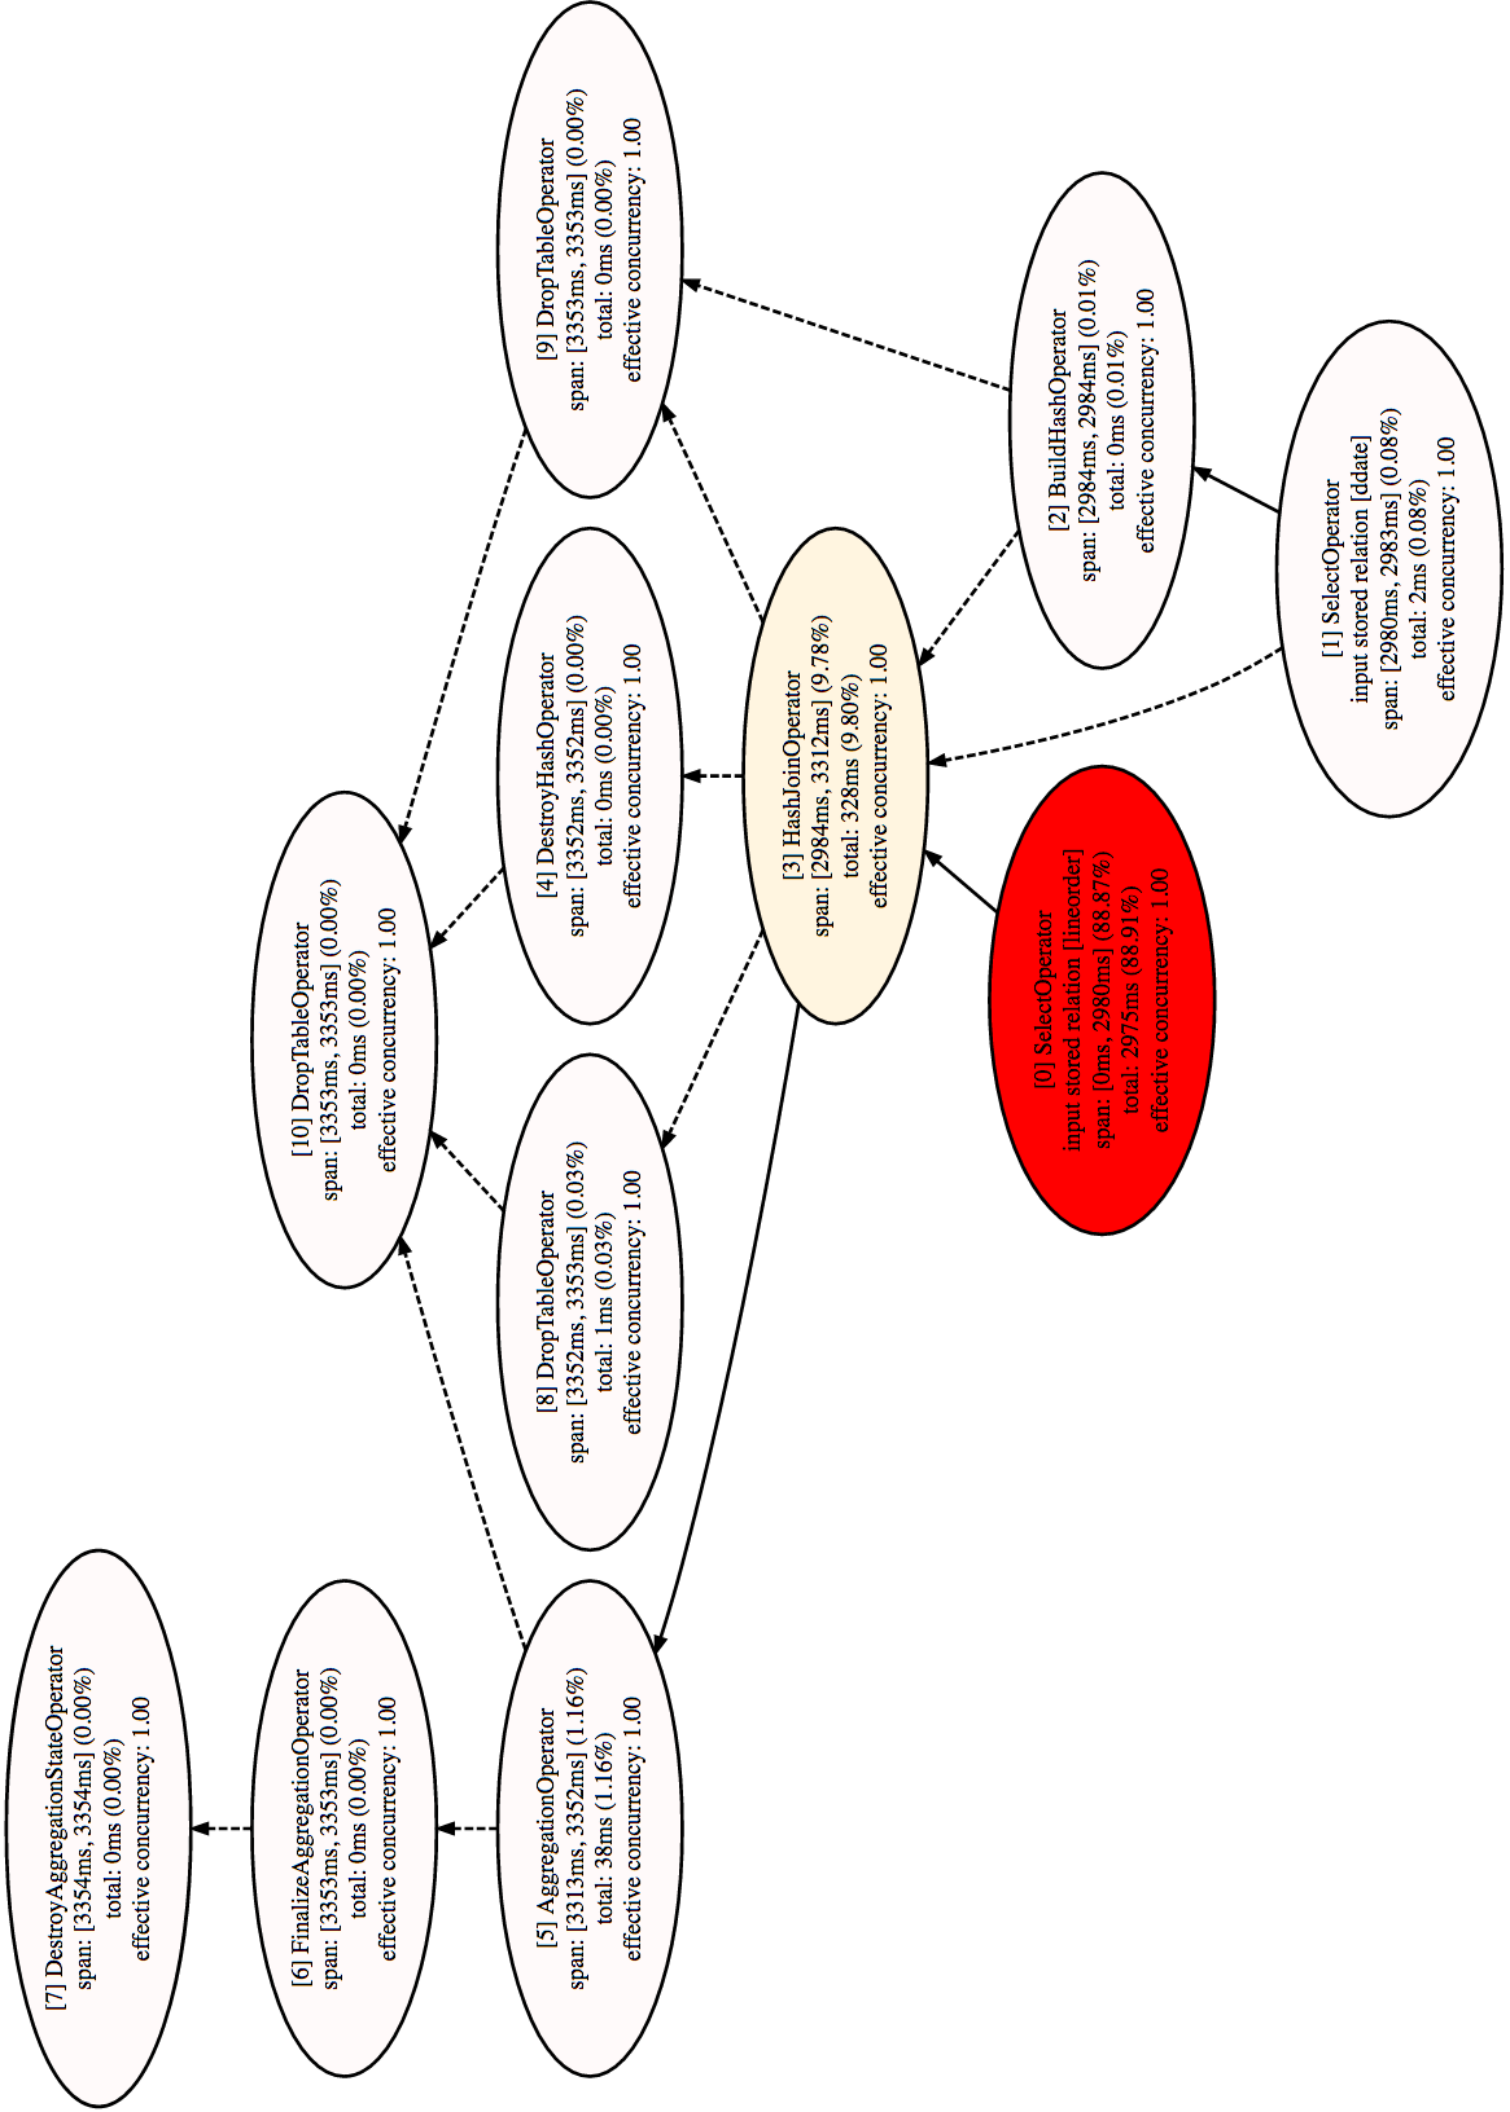 [7] DestroyAggregationStateOperator
span: [3354ms, 3354ms] (0.00%)
total: 0ms (0.00%)
effective concurrency: 1.00
[6] FinalizeAggregationOperator
span: [3353ms, 3353ms] (0.00%)
total: 0ms (0.00%)
effective concurrency: 1.00
[10] DropTableOperator
span: [3353ms, 3353ms] (0.00%)
total: 0ms (0.00%)
effective concurrency: 1.00
[5] AggregationOperator
span: [3313ms, 3352ms] (1.16%)
total: 38ms (1.16%)
effective concurrency: 1.00
[8] DropTableOperator
span: [3352ms, 3353ms] (0.03%)
total: 1ms (0.03%)
effective concurrency: 1.00
[4] DestroyHashOperator
span: [3352ms, 3352ms] (0.00%)
total: 0ms (0.00%)
effective concurrency: 1.00
[9] DropTableOperator
span: [3353ms, 3353ms] (0.00%)
total: 0ms (0.00%)
effective concurrency: 1.00
[3] HashJoinOperator
span: [2984ms, 3312ms] (9.78%)
total: 328ms (9.80%)
effective concurrency: 1.00
[0] SelectOperator
input stored relation [lineorder]
span: [0ms, 2980ms] (88.87%)
total: 2975ms (88.91%)
effective concurrency: 1.00
[2] BuildHashOperator
span: [2984ms, 2984ms] (0.01%)
total: 0ms (0.01%)
effective concurrency: 1.00
[1] SelectOperator
input stored relation [ddate]
span: [2980ms, 2983ms] (0.08%)
total: 2ms (0.08%)
effective concurrency: 1.00